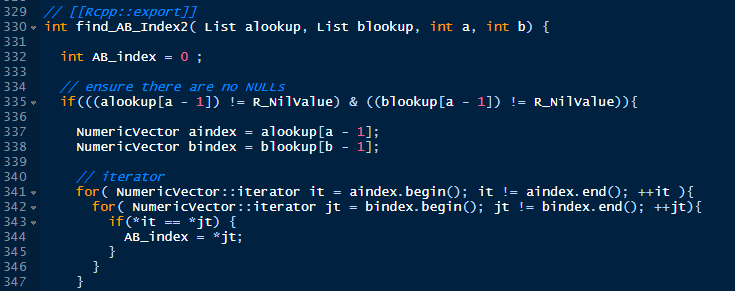 329 // [[Rcpp::export]]
330 int find_AB_Index2( List alookup, List blookup, int a, int b) {
331
332   int AB_index = 0 ;
333
334   // ensure there are no NULLs
335   if(((alookup[a - 1]) != R_NilValue) & ((blookup[a - 1]) != R_NilValue)){
336
337     NumericVector aindex = alookup[a - 1];
338     NumericVector bindex = blookup[b - 1];
339
340     // iterator
341     for( NumericVector::iterator it = aindex.begin(); it != aindex.end(); ++it ){
342       for( NumericVector::iterator jt = bindex.begin(); jt != bindex.end(); ++jt){
343         if(*it == *jt) {
344           AB_index = *jt;
345         }
346       }
347     }